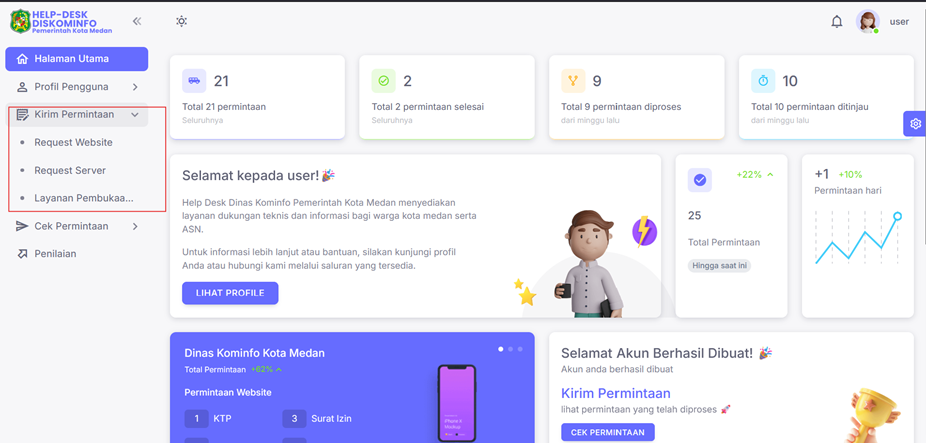 HELP-DESK
DISKOMINFO
Pemerintah Kota Medan
user
Halaman Utama
Profil Pengguna
Kirim Permintaan
Request Website
Request Server
Layanan Pembukaa...
Cek Permintaan
Penilaian
21
Total 21 permintaan
Seluruhnya
2
Total 2 permintaan selesai
Seluruhnya
9
Total 9 permintaan diproses
dari minggu lalu
10
Total 10 permintaan ditinjau
dari minggu lalu
Selamat kepada user!🎉
Help Desk Dinas Kominfo Pemerintah Kota Medan menyediakan
layanan dukungan teknis dan informasi bagi warga kota medan serta
ASN.
Untuk informasi lebih lanjut atau bantuan, silakan kunjungi profil
Anda atau hubungi kami melalui saluran yang tersedia.
LIHAT PROFILE
+22%
25
Total Permintaan
Hingga saat ini
+1 +10%
Permintaan hari
Dinas Kominfo Kota Medan
Total Permintaan +62%
Permintaan Website
1 KTP
3 Surat Izin
Selamat Akun Berhasil Dibuat! 🎉
Akun anda berhasil dibuat
Kirim Permintaan
lihat permintaan yang telah diproses 🚀
CEK PERMINTAAN